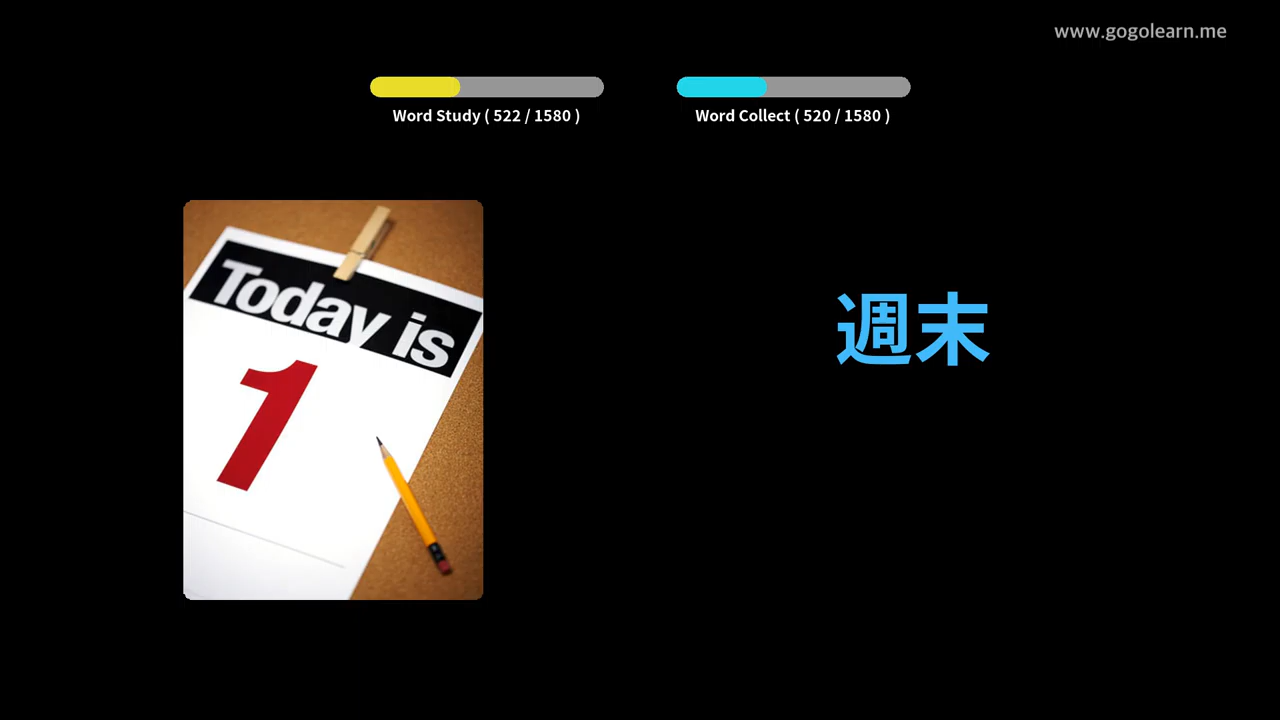 www.gogolearn.me
Word Study ( 522 / 1580 )
Word Collect ( 520 / 1580 )
Today is
1
週末